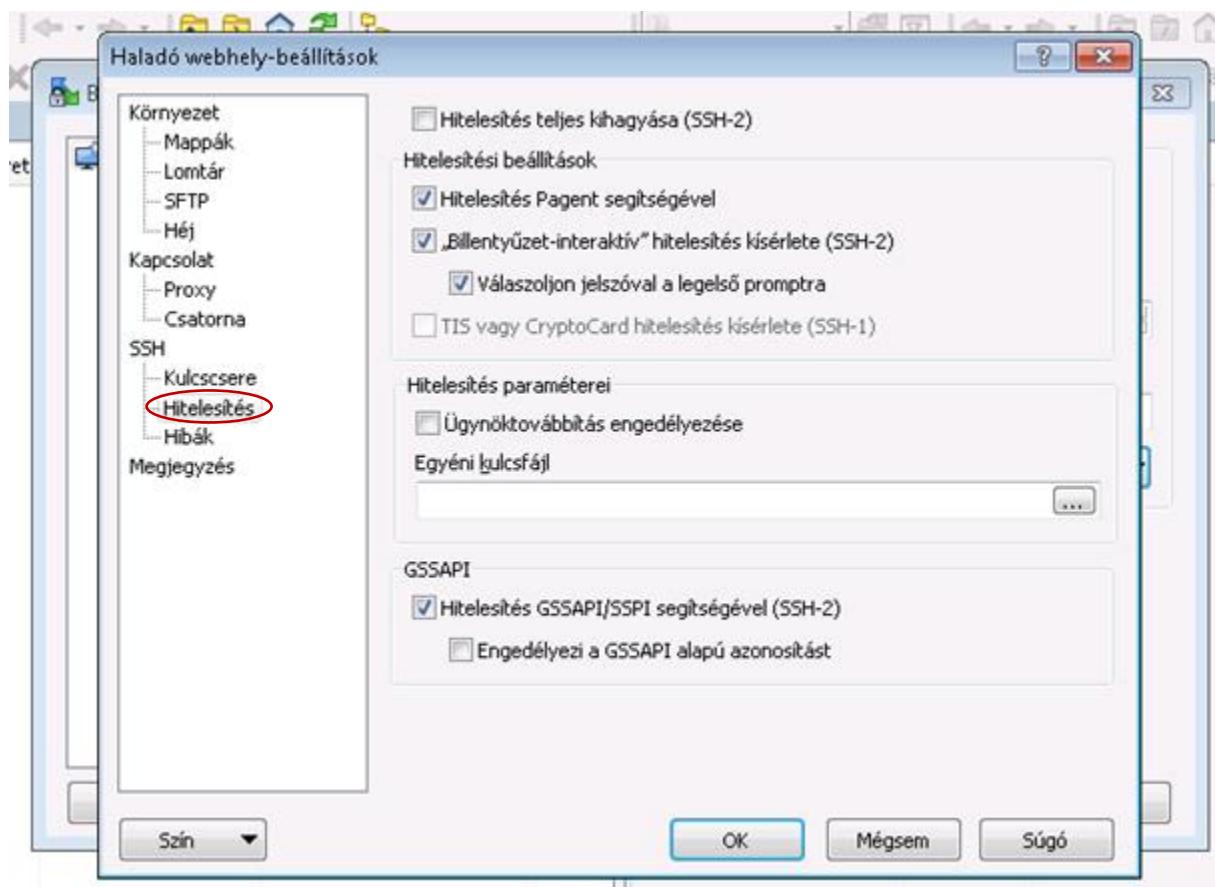 Haladó webhely-beállítások
B
et
Környezet
Mappák
Lomtár
SFTP
Héj
Kapcsolat
Proxy
Csatorna
SSH
Kulcscsere
Hitelesítés
Hibák
Megjegyzés
Hitelesítés teljes kihagyása (SSH-2)
Hitelesítési beállítások
Hitelesítés Pagent segítségével
„Billentyűzet-interaktív” hitelesítés kísérlete (SSH-2)
Válaszoljon jelszóval a legelső promptra
TIS vagy CryptoCard hitelesítés kísérlete (SSH-1)
Hitelesítés paraméterei
Ügynöktovábbítás engedélyezése
Egyéni kulcsfájl
...
GSSAPI
Hitelesítés GSSAPI/SSPI segítségével (SSH-2)
Engedélyezi a GSSAPI alapú azonosítást
Szín
OK
Mégsem
Súgó